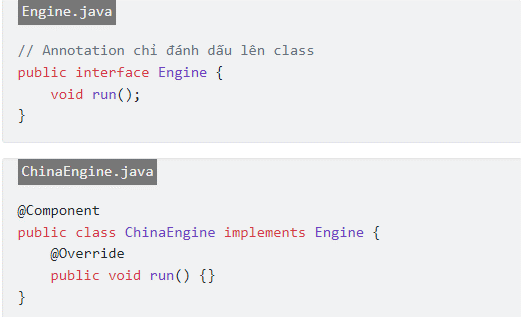 Engine.java
// Annotation chỉ đánh dấu lên class
public interface Engine {
void run();
}
ChinaEngine.java
@Component
public class ChinaEngine implements Engine {
@Override
public void run() {}
}